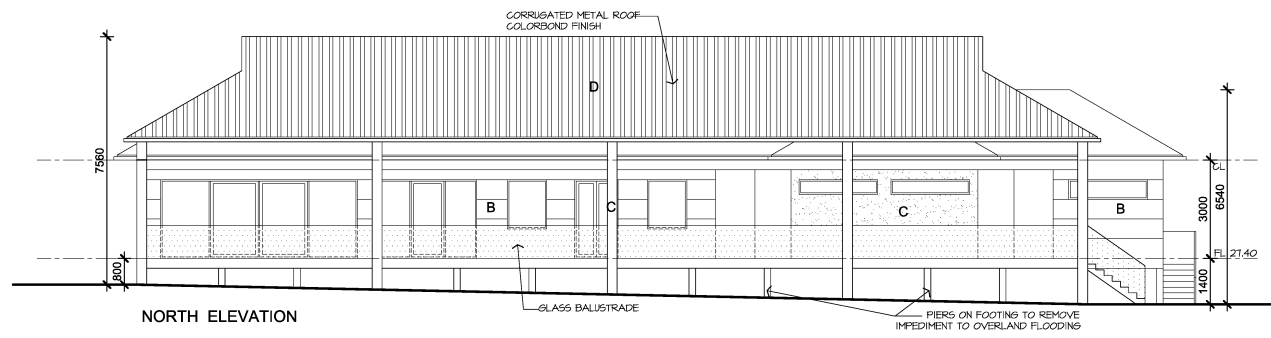 CORRUGATED METAL ROOF
COLORBOND FINISH
D
7560
CL
6540
3000
B
C
C
B
FL 27.40
800
1400
GLASS BALUSTRADE
NORTH ELEVATION
PIERS ON FOOTING TO REMOVE
IMPEDIMENT TO OVERLAND FLOODING